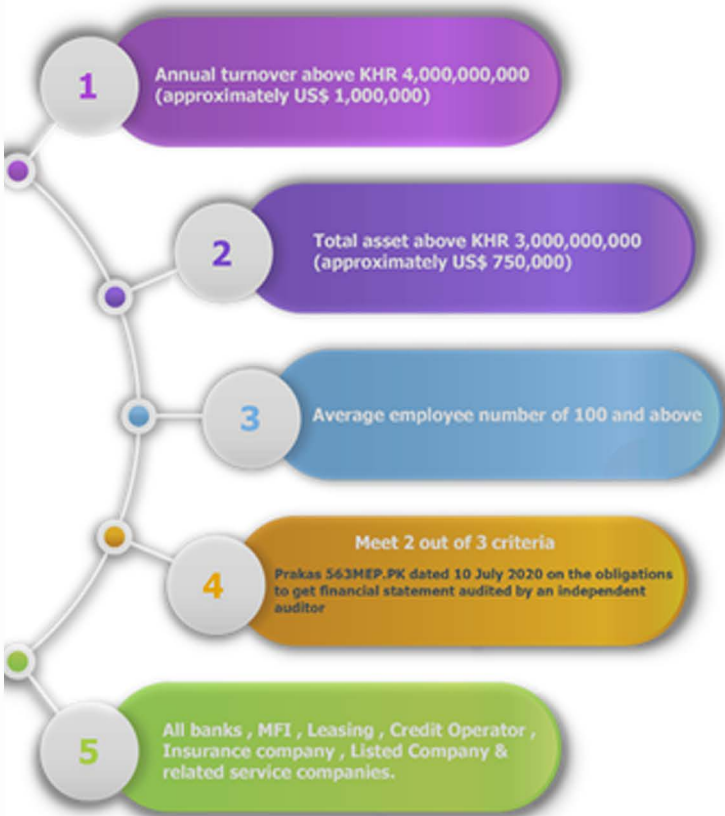 1
Annual turnover above KHR 4,000,000,000
(approximately US$ 1,000,000)
2
Total asset above KHR 3,000,000,000
(approximately US$ 750,000)
3
Average employee number of 100 and above
4
Meet 2 out of 3 criteria
Prakas 563MEP.PK dated 10 July 2020 on the obligations
to get financial statement audited by an independent
auditor
5
All banks , MFI , Leasing , Credit Operator ,
Insurance company , Listed Company &
related service companies.